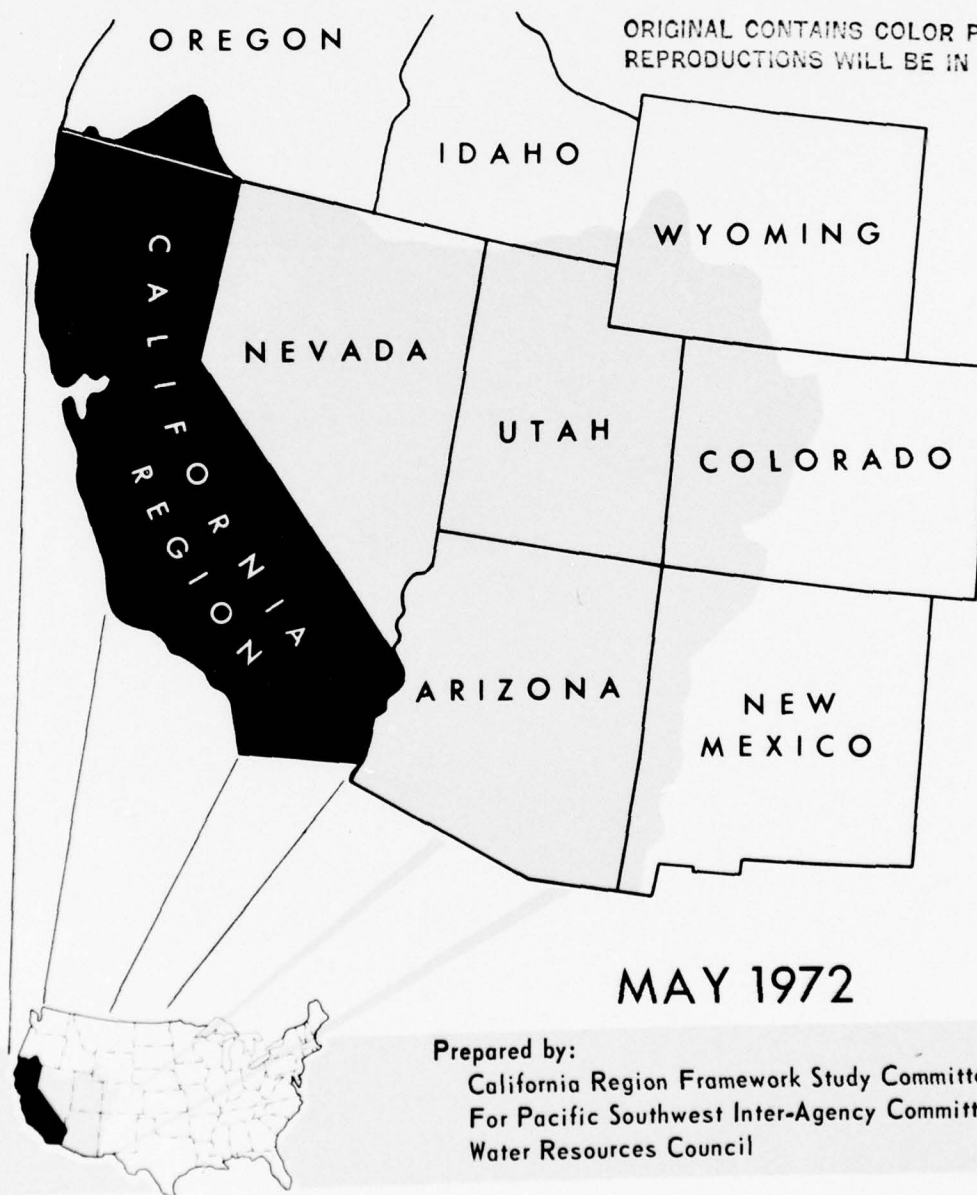 OREGON
ORIGINAL CONTAINS COLOR
REPRODUCTIONS WILL BE IN
IDAHO
WYOMING
CALIFORNIA
REGION
NEVADA
UTAH
COLORADO
ARIZONA
NEW
MEXICO
MAY 1972
Prepared by:
California Region Framework Study
For Pacific Southwest Inter-Agency
Water Resources Council